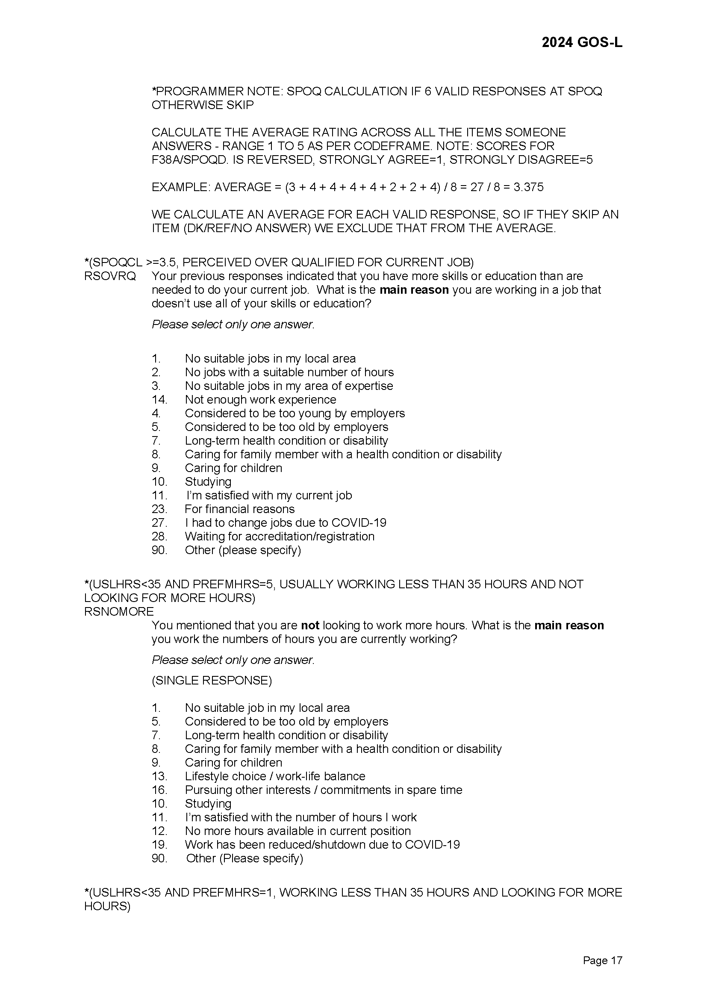 2024 GOS-L
*PROGRAMMER NOTE: SPOQ CALCULATION IF 6 VALID RESPONSES AT SPOQ
OTHERWISE SKIP
CALCULATE THE AVERAGE RATING ACROSS ALL THE ITEMS SOMEONE
ANSWERS - RANGE 1 TO 5 AS PER CODEFRAME. NOTE: SCORES FOR
F38A/SPOQD. IS REVERSED, STRONGLY AGREE=1, STRONGLY DISAGREE=5
EXAMPLE: AVERAGE = (3 + 4 + 4 + 4 + 4 + 2 + 2 + 4) / 8 = 27 / 8 = 3.375
WE CALCULATE AN AVERAGE FOR EACH VALID RESPONSE, SO IF THEY SKIP AN
ITEM (DK/REF/NO ANSWER) WE EXCLUDE THAT FROM THE AVERAGE.
*(SPOQCL >=3.5, PERCEIVED OVER QUALIFIED FOR CURRENT JOB)
RSOVRQ Your previous responses indicated that you have more skills or education than are
needed to do your current job. What is the main reason you are working in a job that
doesn't use all of your skills or education?
Please select only one answer.
1. No suitable jobs in my local area
2. No jobs with a suitable number of hours
3. No suitable jobs in my area of expertise
14. Not enough work experience
4. Considered to be too young by employers
5. Considered to be too old by employers
7. Long-term health condition or disability
8. Caring for family member with a health condition or disability
9. Caring for children
10. Studying
11. I'm satisfied with my current job
23. For financial reasons
27. I had to change jobs due to COVID-19
28. Waiting for accreditation/registration
90. Other (please specify)
*(USLHRS<35 AND PREFMHRS=5, USUALLY WORKING LESS THAN 35 HOURS AND NOT
LOOKING FOR MORE HOURS)
RSNOMORE
You mentioned that you are not looking to work more hours. What is the main reason
you work the numbers of hours you are currently working?
Please select only one answer.
(SINGLE RESPONSE)
1. No suitable job in my local area
5. Considered to be too old by employers
7. Long-term health condition or disability
8. Caring for family member with a health condition or disability
9. Caring for children
13. Lifestyle choice / work-life balance
16. Pursuing other interests / commitments in spare time
10. Studying
11. I'm satisfied with the number of hours I work
12. No more hours available in current position
19. Work has been reduced/shutdown due to COVID-19
90. Other (Please specify)
*(USLHRS<35 AND PREFMHRS=1, WORKING LESS THAN 35 HOURS AND LOOKING FOR MORE
HOURS)
Page 17